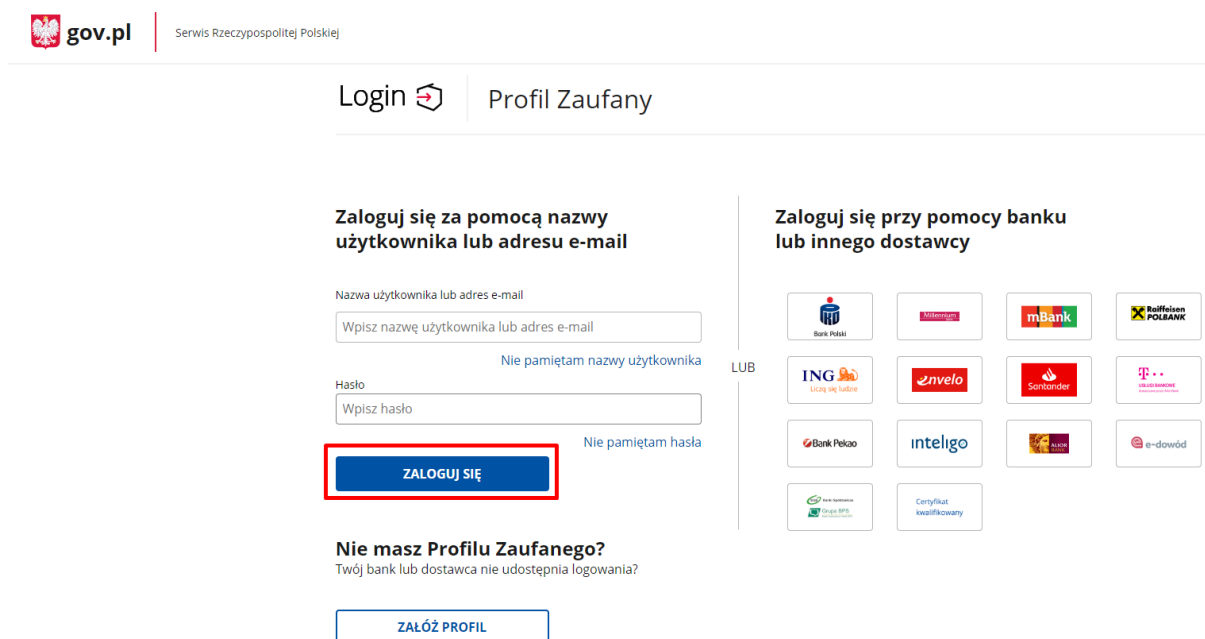 gov.pl
Serwis Rzeczypospolitej Polskiej
Login
Profil Zaufany
Zaloguj się za pomocą nazwy
użytkownika lub adresu e-mail
Nazwa użytkownika lub adres e-mail
Wpisz nazwę użytkownika lub adres e-mail
Nie pamiętam nazwy użytkownika
Hasło
Wpisz hasło
Nie pamiętam hasła
ZALOGUJ SIĘ
Nie masz Profilu Zaufanego?
Twój bank lub dostawca nie udostępnia logowania?
ZAŁÓŻ PROFIL
LUB
Zaloguj się przy pomocy banku
lub innego dostawcy
Bank Polski
Millennium
mBank
Raiffeisen
POLBANK
ING
Liczą się ludzie
envelo
Santander
T
USŁUGI BANKOWE
Bank Pekao
inteligo
ALIOR
BANK
e-dowód
Grupa BPS
Certyfikat
kwalifikowany